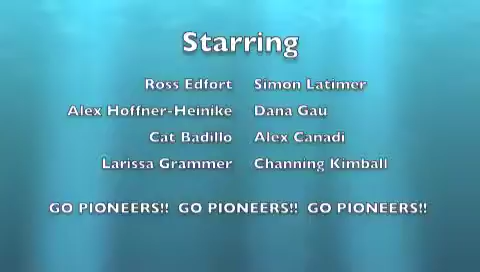 Starring
Ross Edfort Simon Latimer
Alex Hoffner-Heinike Dana Gau
Cat Badillo Alex Canadi
Larissa Grammer Channing Kimball
GO PIONEERS!! GO PIONEERS!! GO PIONEERS!!